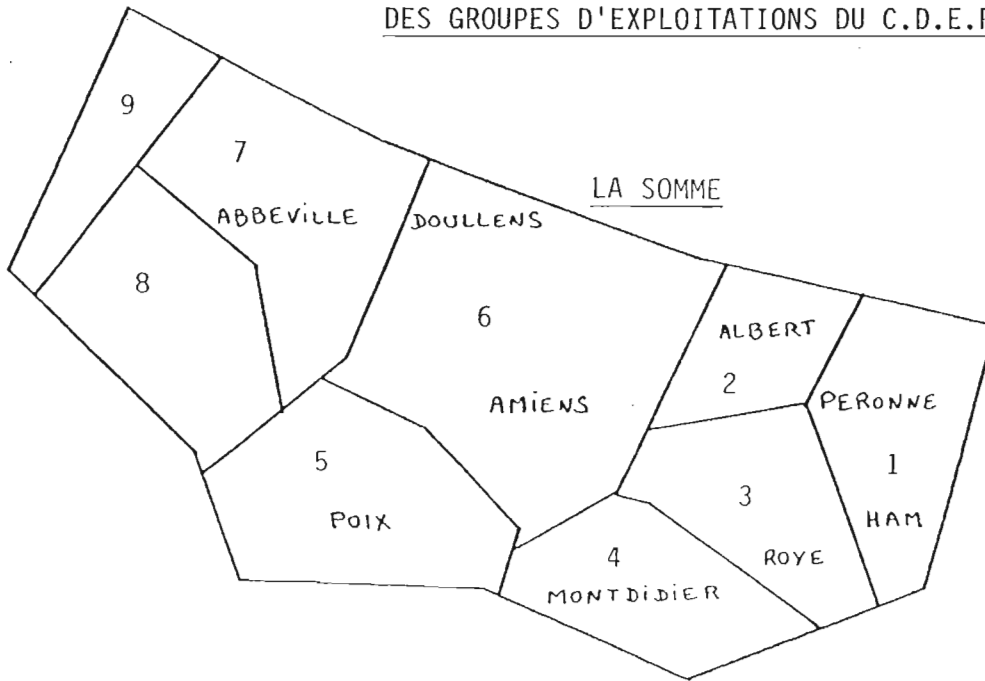 DES GROUPES D'EXPLOITATIONS DU C.D.E.R
9
7
LA SOMME
ABBEVILLE
DOULLENS
8
6
ALBERT
2
AMIENS
PERONNE
5
1
3
POIX
HAM
4
ROYE
MONTDIDIER